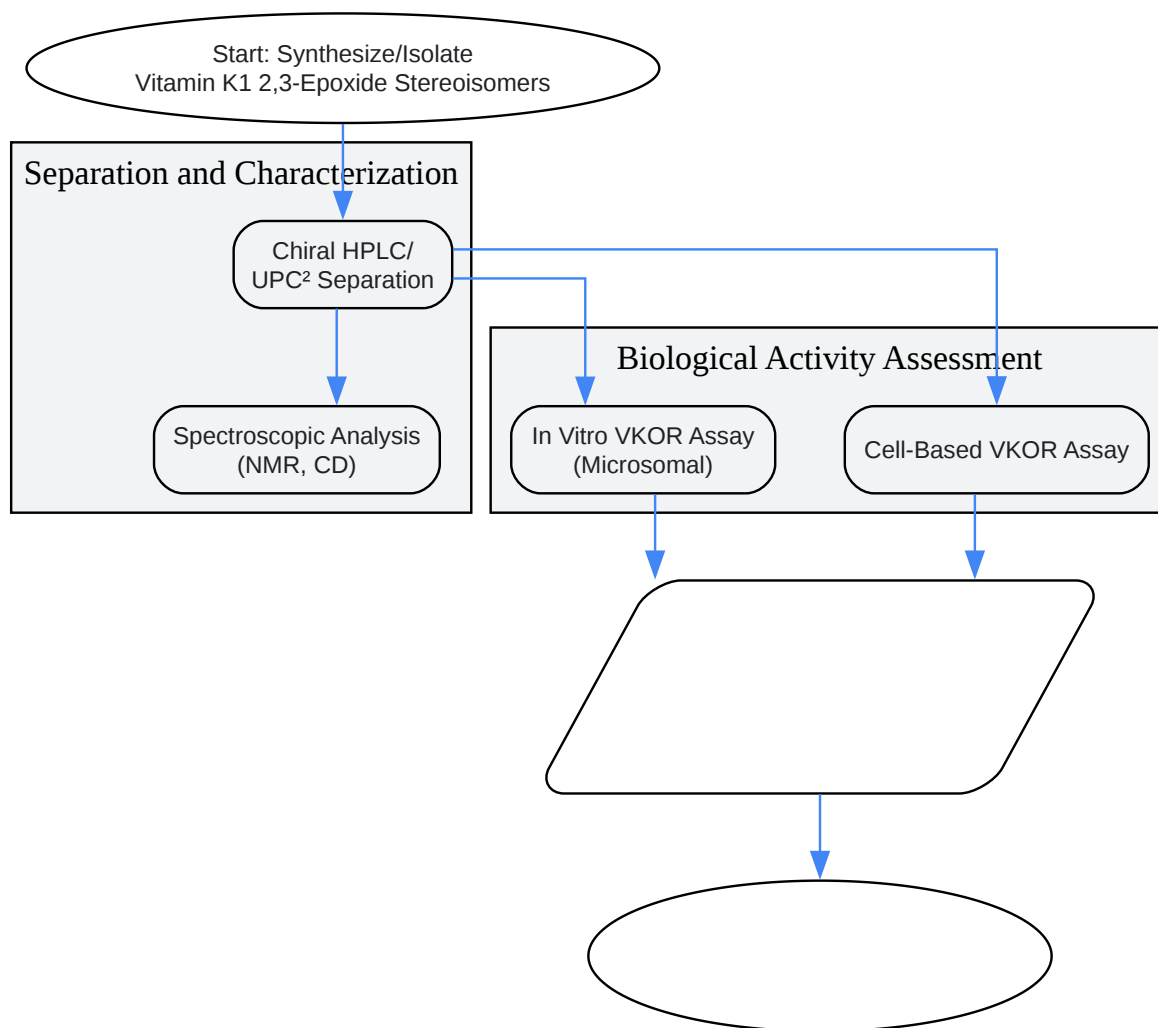 Start: Synthesize/Isolate
Vitamin K1 2,3-Epoxide Stereoisomers
Separation and Characterization
Chiral HPLC/
UPC² Separation
Biological Activity Assessment
Spectroscopic Analysis
(NMR, CD)
In Vitro VKOR Assay
(Microsomal)
Cell-Based VKOR Assay